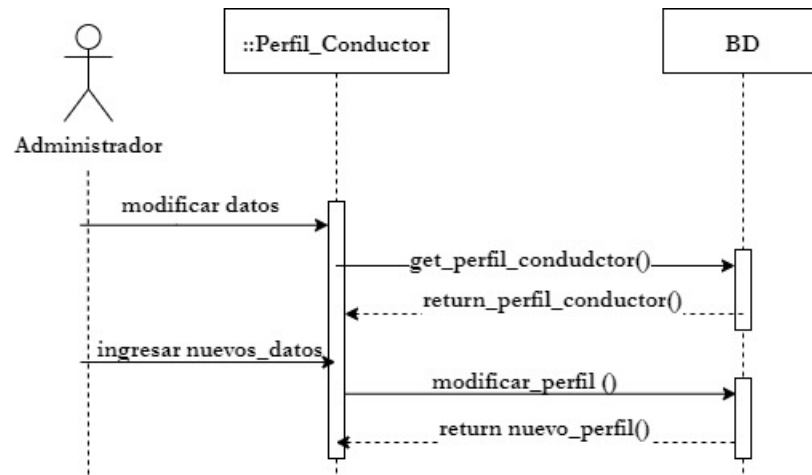 ::Perfil_Conductor
BD
Administrador
modificar datos
get_perfil_condudctor()
return_perfil_conductor()
ingresar nuevos_datos
modificar_perfil ()
return nuevo_perfil()